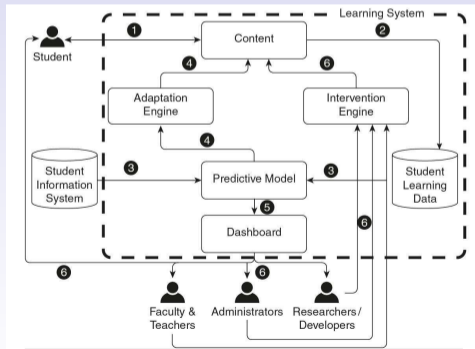 Learning System
1
Content
2
Student
4
6
Adaptation
Engine
Intervention
Engine
4
Student
Information
System
3
Predictive Model
3
Student
Learning
Data
5
Dashboard
6
6
6
Faculty &
Teachers
Administrators
Researchers/
Developers